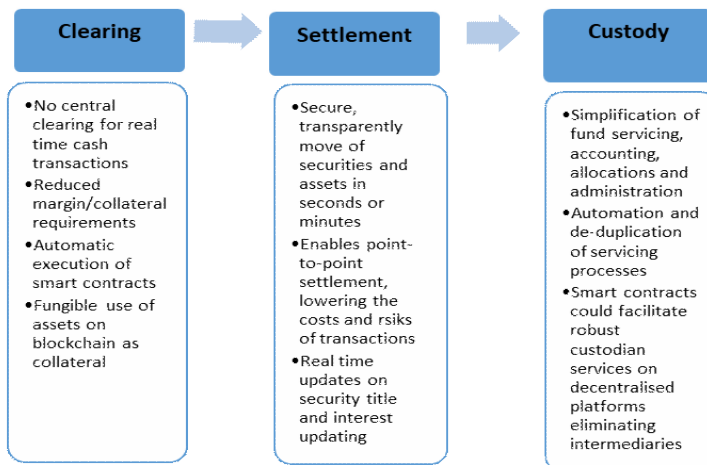 Clearing
•No central
clearing for real
time cash
transactions
•Reduced
margin/collateral
requirements
•Automatic
execution of
smart contracts
•Fungible use of
assets on
blockchain as
collateral
Settlement
•Secure,
transparently
move of
securities and
assets in
seconds or
minutes
•Enables point-
to-point
settlement,
lowering the
costs and rsiks
of transactions
•Real time
updates on
security title
and interest
updating
Custody
•Simplification of
fund servicing,
accounting,
allocations and
administration
•Automation and
de-duplication
of servicing
processes
•Smart contracts
could facilitate
robust
custodian
services on
decentralised
platforms
eliminating
intermediaries